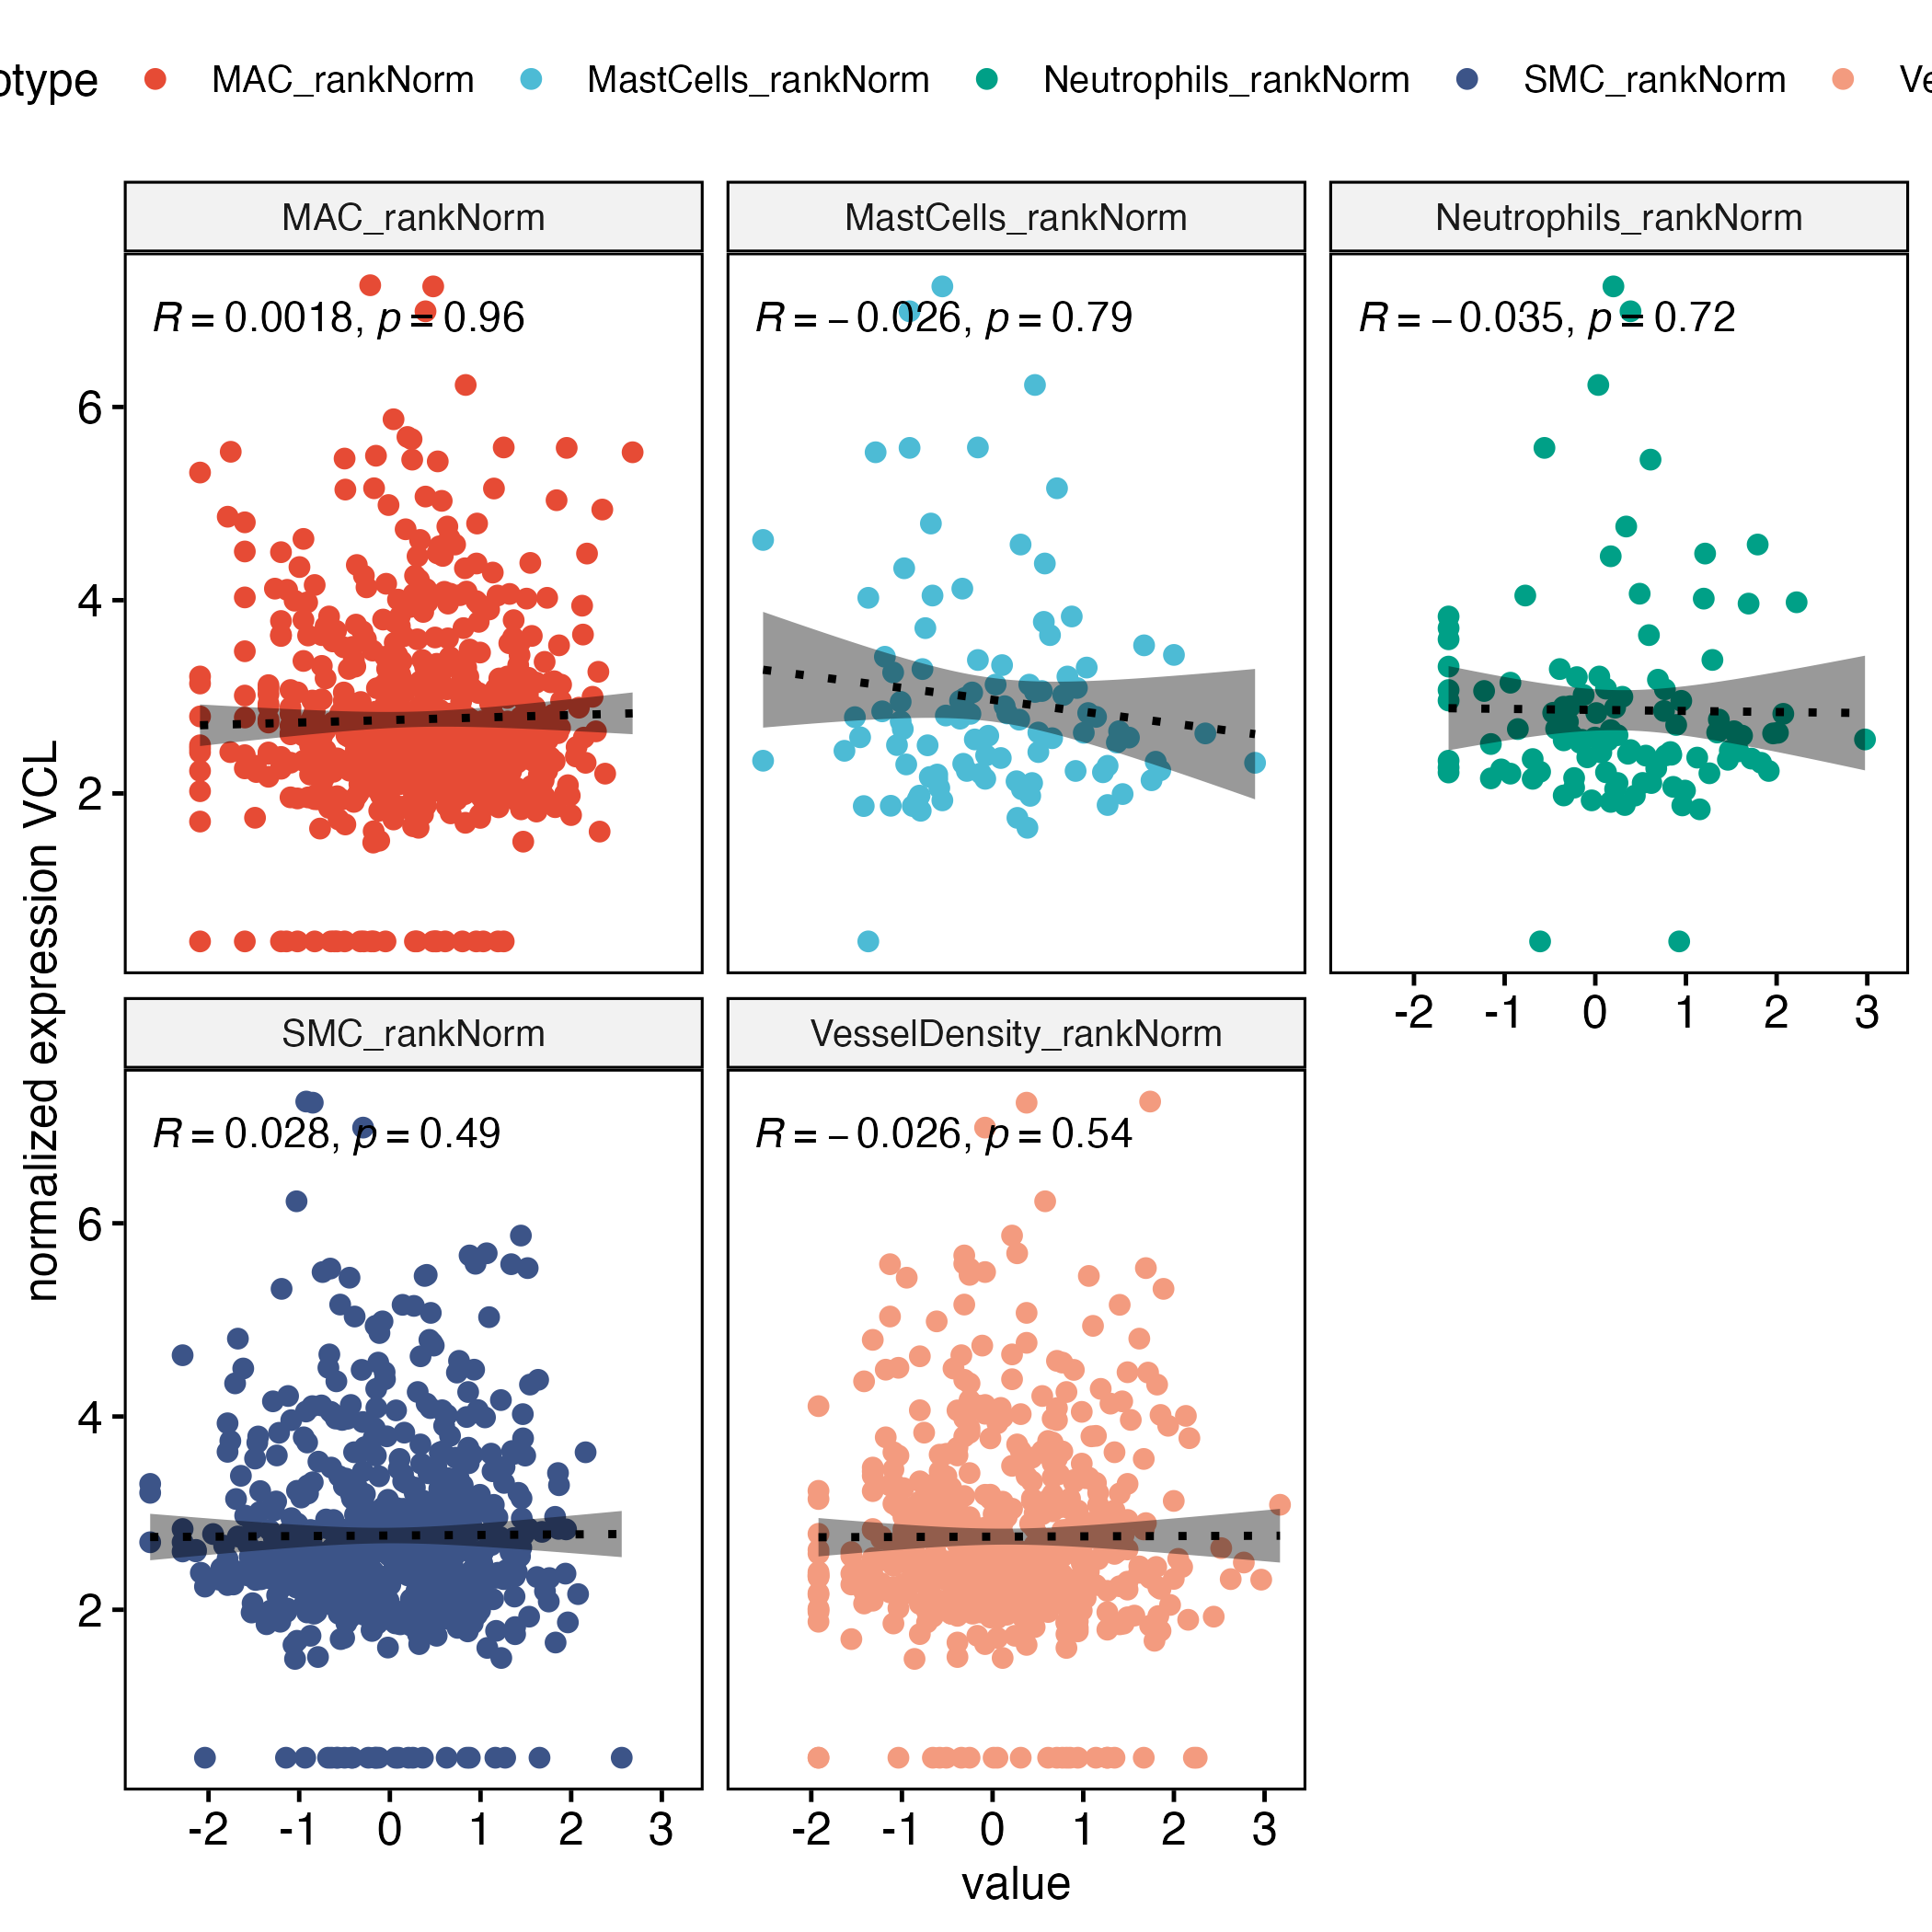 otype MAC_rankNorm MastCells_rankNorm Neutrophils_rankNorm SMC_rankNorm Ve
MAC_rankNorm MastCells_rankNorm Neutrophils_rankNorm
R = 0.0018, p = 0.96 R = −0.026, p = 0.79 R = −0.035, p = 0.72
6
4
2
-2 -1 0 1 2 3
SMC_rankNorm VesselDensity_rankNorm
R = 0.028, p = 0.49 R = −0.026, p = 0.54
6
4
2
-2 -1 0 1 2 3 -2 -1 0 1 2 3
value
normalized expression VCL